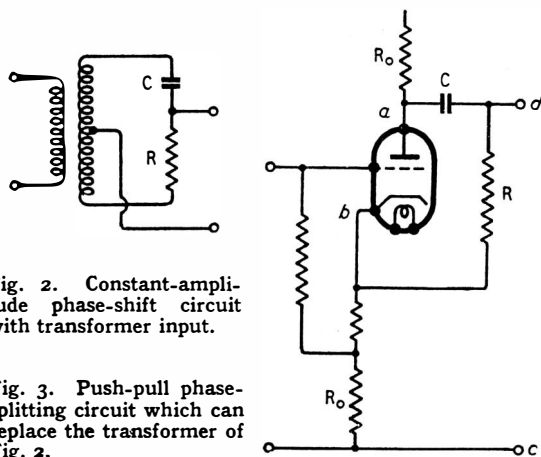 C
R
R₀
a
C
d
b
R
R₀
c
ig. 2. Constant-ampli-
ude phase-shift circuit
with transformer input.
ig. 3. Push-pull phase-
plitting circuit which can
eplace the transformer of
ig. 2.